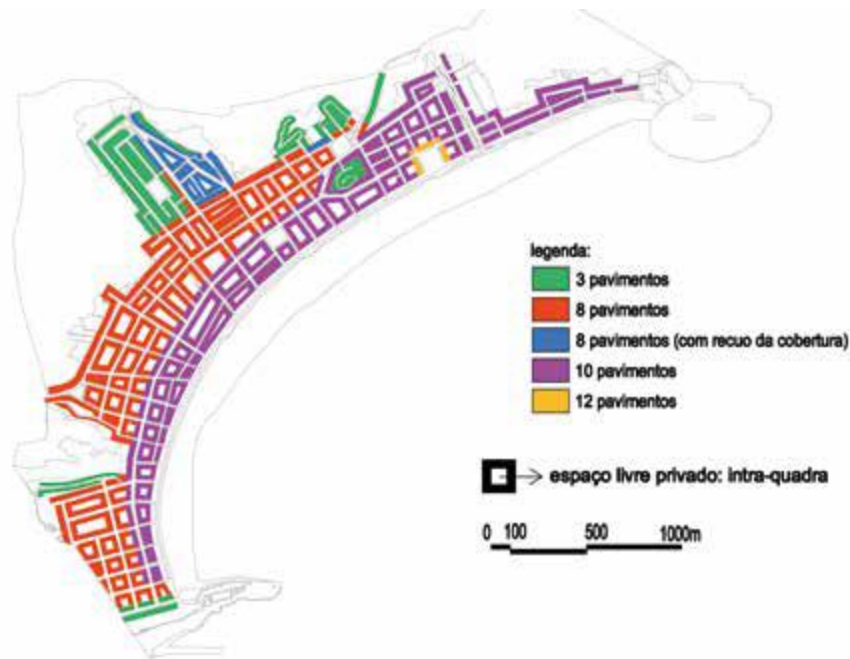 legenda:
3 pavimentos
8 pavimentos
8 pavimentos (com recuo da cobertura)
10 pavimentos
12 pavimentos
espaço livre privado: intra-quadra
0 100 500 1000m